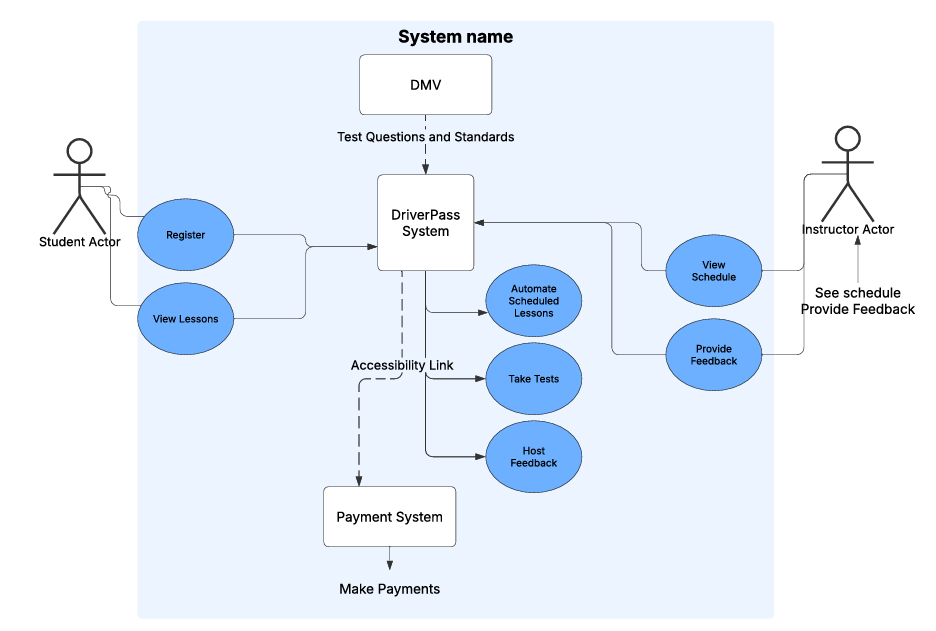 System name
DMV
Test Questions and Standards
DriverPass
System
Student Actor
Register
View Lessons
Instructor Actor
View
Schedule
See schedule
Provide Feedback
Automate
Scheduled
Lessons
Provide
Feedback
Accessibility Link
Take Tests
Host
Feedback
Payment System
Make Payments